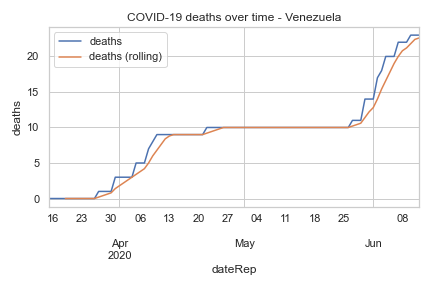 COVID-19 deaths over time - Venezuela
deaths
deaths (rolling)
deaths
20
15
10
5
0
16 23 30 06 13 20 27 04 11 18 25 08
Apr May Jun
2020
dateRep